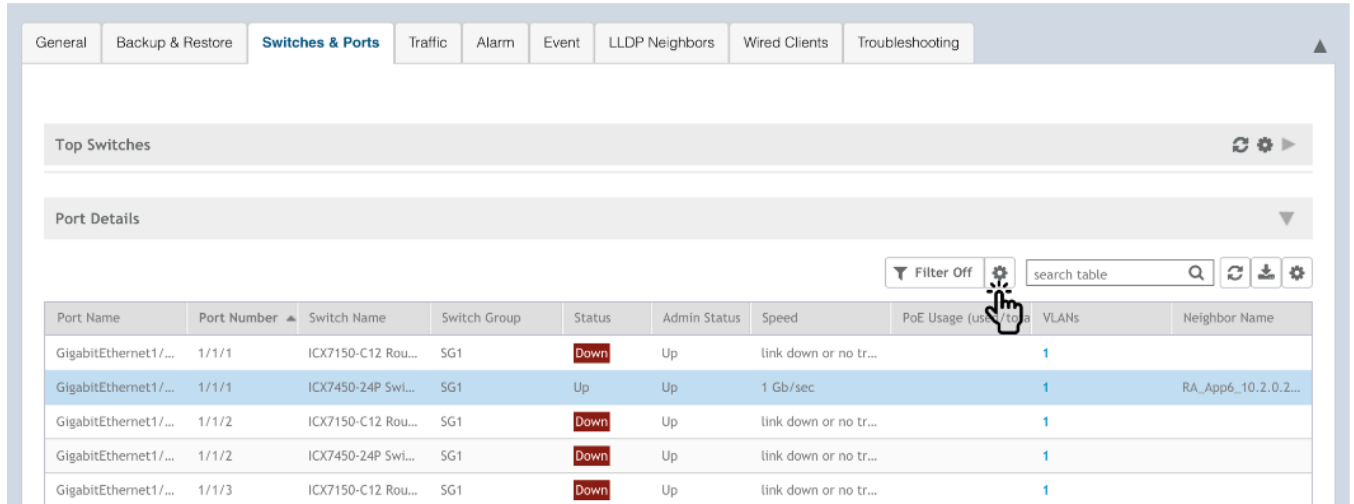 General Backup & Restore Switches & Ports Traffic Alarm Event LLDP Neighbors Wired Clients Troubleshooting
Top Switches
Port Details
Filter Off search table
Port Name Port Number Switch Name Switch Group Status Admin Status Speed PoE Usage (used/tota VLANs Neighbor Name
GigabitEthernet1/... 1/1/1 ICX7150-C12 Rou... SG1 Down Up link down or no tr... 1
GigabitEthernet1/... 1/1/1 ICX7450-24P Swi... SG1 Up Up 1 Gb/sec 1 RA_App6_10.2.0.2...
GigabitEthernet1/... 1/1/2 ICX7150-C12 Rou... SG1 Down Up link down or no tr... 1
GigabitEthernet1/... 1/1/2 ICX7450-24P Swi... SG1 Down Up link down or no tr... 1
GigabitEthernet1/... 1/1/3 ICX7150-C12 Rou... SG1 Down Up link down or no tr... 1